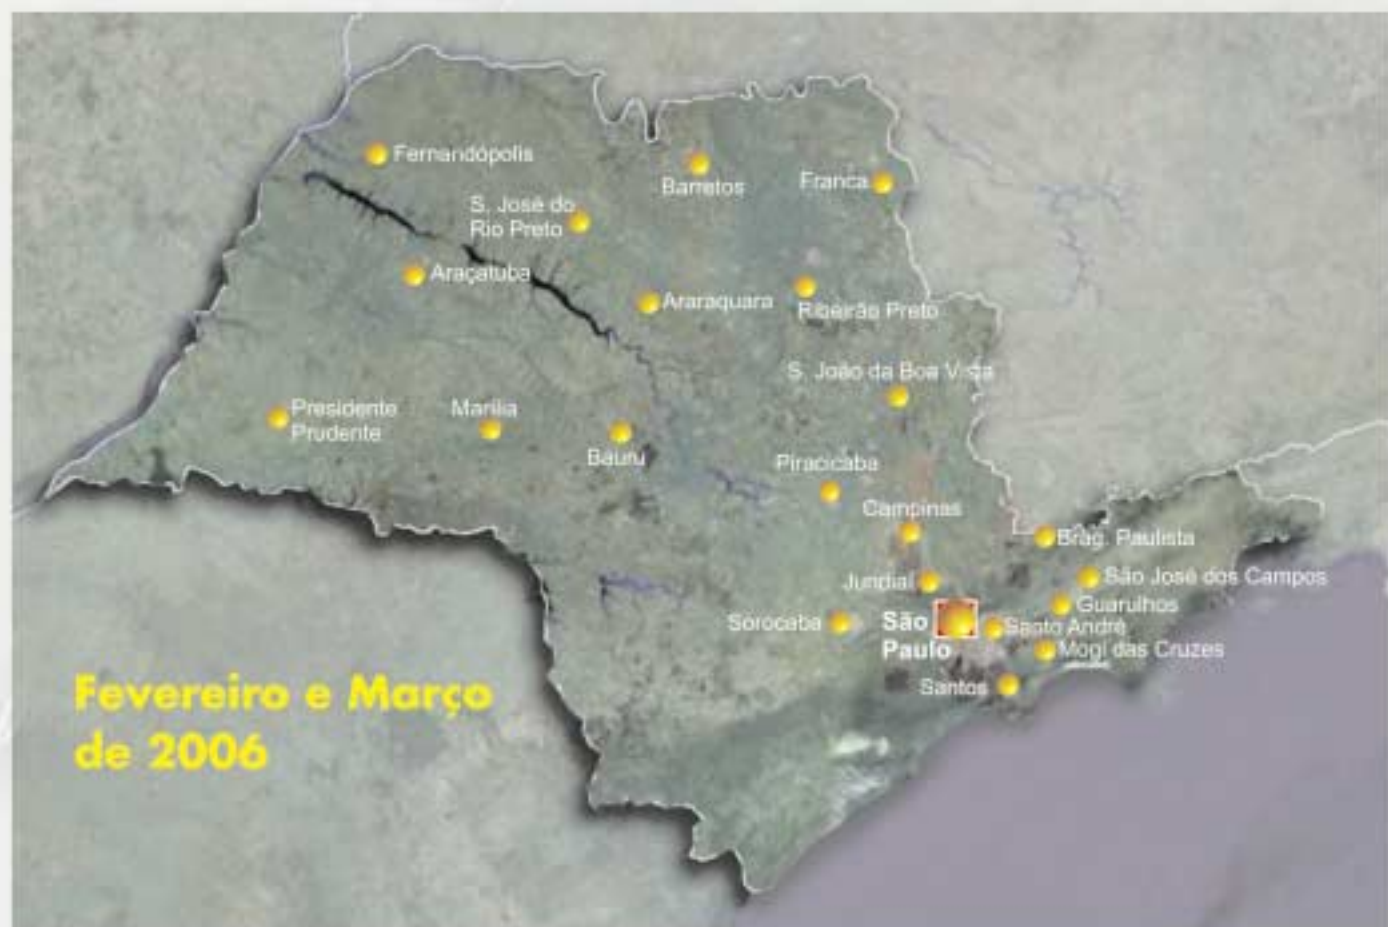 Fernandópolis
Barretos
Franca
S. José do
Rio Preto
Araçatuba
Araraquara
Ribeirão Preto
S. João da Boa Vista
Presidente
Prudente
Marília
Bauru
Piracicaba
Campinas
Brag. Paulista
Jundiaí
São José dos Campos
Guarulhos
Sorocaba
São
Paulo
Santo André
Mogi das Cruzes
Santos
Fevereiro e Março
de 2006